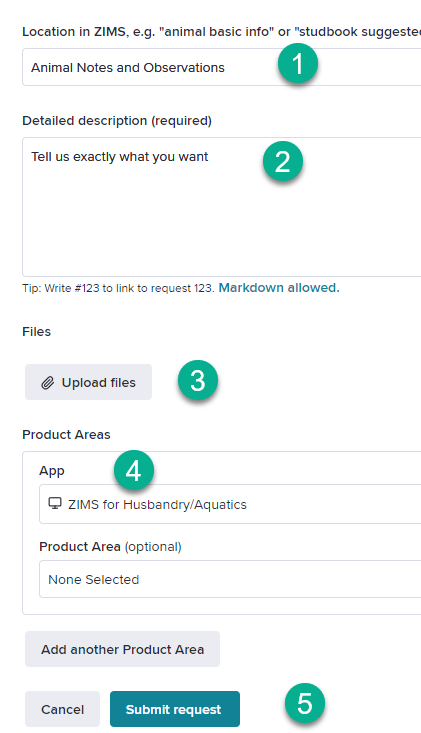 Location in ZIMS, e.g. "animal basic info" or "studbook suggested
Animal Notes and Observations
1
Detailed description (required)
Tell us exactly what you want
2
Tip: Write #123 to link to request 123. Markdown allowed.
Files
Upload files
3
Product Areas
App
4
ZIMS for Husbandry/Aquatics
Product Area (optional)
None Selected
Add another Product Area
Cancel
Submit request
5